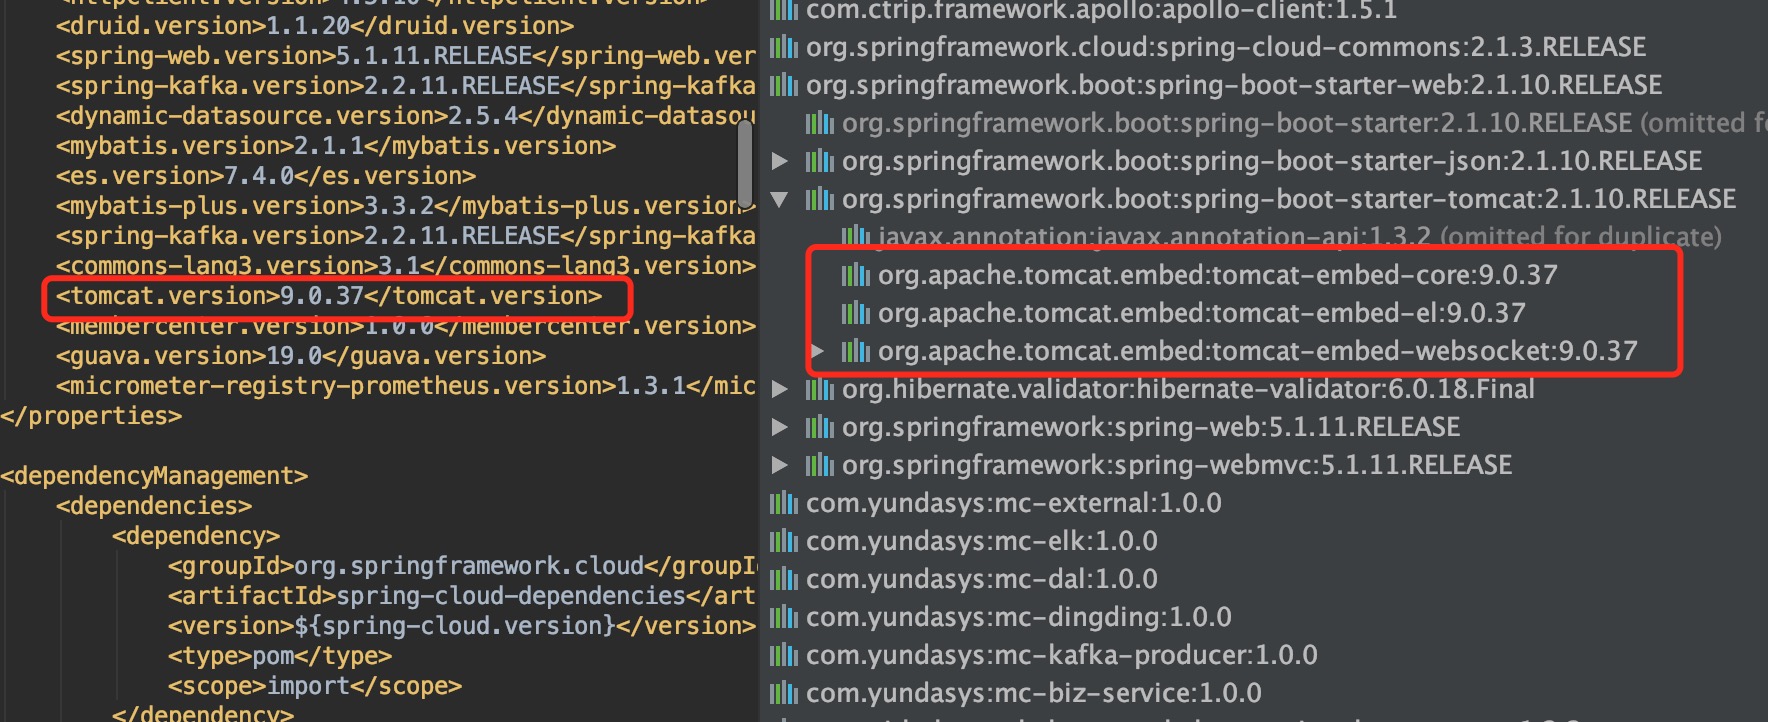 <druid.version>1.1.20</druid.version>
<spring-web.version>5.1.11.RELEASE</spring-web.ver
<spring-kafka.version>2.2.11.RELEASE</spring-kafka
<dynamic-datasource.version>2.5.4</dynamic-datasou
<mybatis.version>2.1.1</mybatis.version>
<es.version>7.4.0</es.version>
<mybatis-plus.version>3.3.2</mybatis-plus.version>
<spring-kafka.version>2.2.11.RELEASE</spring-kafka
<commons-lang3.version>3.1</commons-lang3.version>
<tomcat.version>9.0.37</tomcat.version>
<membercenter.version>1.0.0</membercenter.version>
<guava.version>19.0</guava.version>
<micrometer-registry-prometheus.version>1.3.1</mic
</properties>
<dependencyManagement>
<dependencies>
<dependency>
<groupId>org.springframework.cloud</groupI
<artifactId>spring-cloud-dependencies</art
<version>${spring-cloud.version}</version>
<type>pom</type>
<scope>import</scope>
</dependency>
com.ctrip.framework.apollo:apollo-client:1.5.1
org.springframework.cloud:spring-cloud-commons:2.1.3.RELEASE
org.springframework.boot:spring-boot-starter-web:2.1.10.RELEASE
org.springframework.boot:spring-boot-starter:2.1.10.RELEASE (omitted fo
org.springframework.boot:spring-boot-starter-json:2.1.10.RELEASE
org.springframework.boot:spring-boot-starter-tomcat:2.1.10.RELEASE
javax.annotation:javax.annotation-api:1.3.2 (omitted for duplicate)
org.apache.tomcat.embed:tomcat-embed-core:9.0.37
org.apache.tomcat.embed:tomcat-embed-el:9.0.37
org.apache.tomcat.embed:tomcat-embed-websocket:9.0.37
org.hibernate.validator:hibernate-validator:6.0.18.Final
org.springframework:spring-web:5.1.11.RELEASE
org.springframework:spring-webmvc:5.1.11.RELEASE
com.yundasys:mc-external:1.0.0
com.yundasys:mc-elk:1.0.0
com.yundasys:mc-dal:1.0.0
com.yundasys:mc-dingding:1.0.0
com.yundasys:mc-kafka-producer:1.0.0
com.yundasys:mc-biz-service:1.0.0